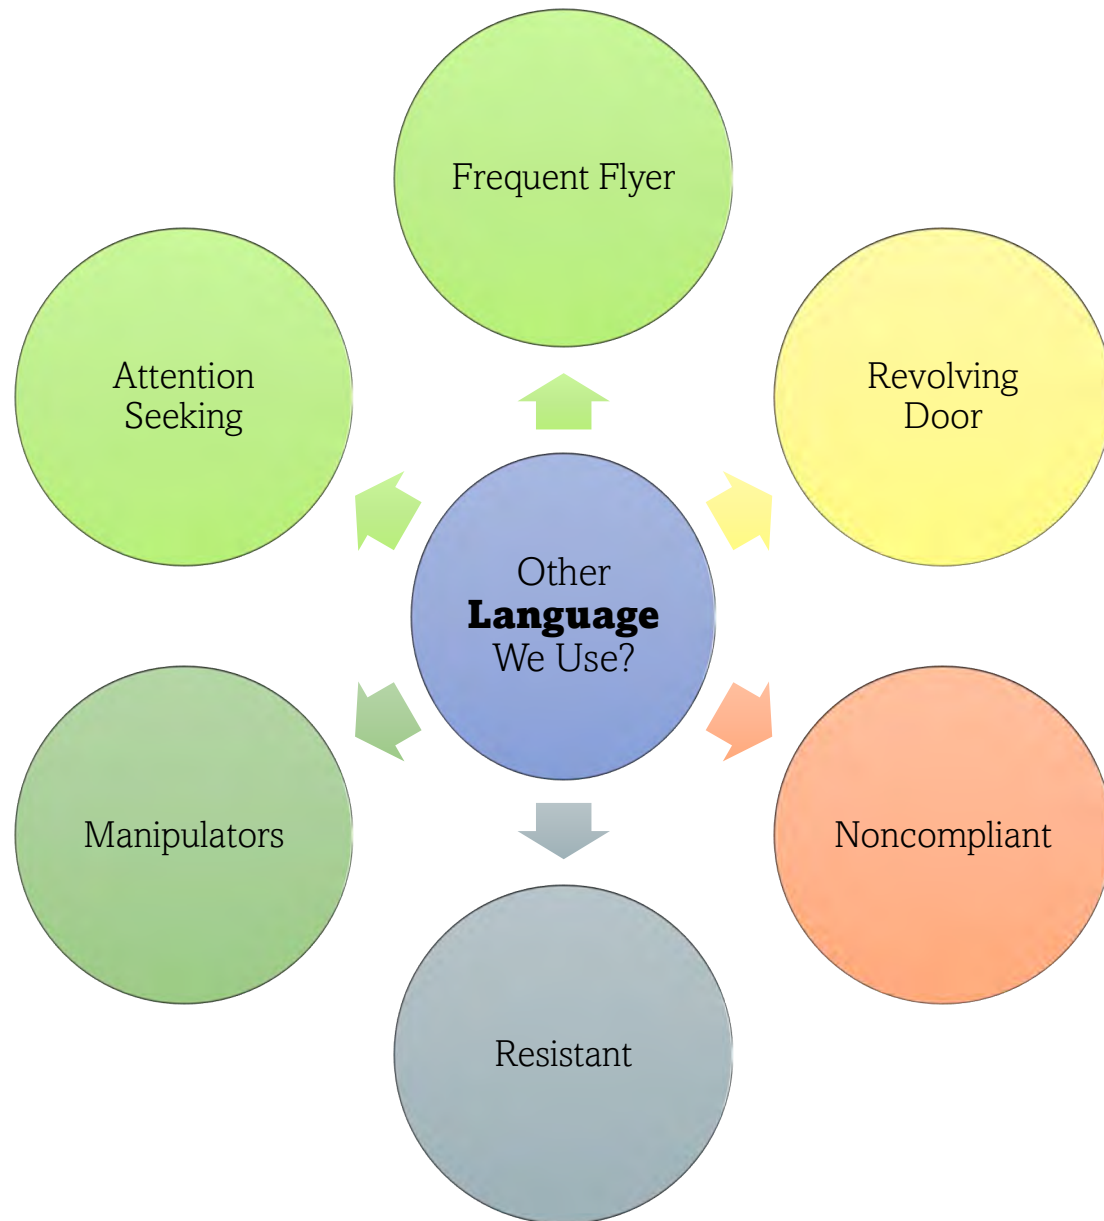 Frequent Flyer
Attention
Seeking
Revolving
Door
Other
Language
We Use?
Manipulators
Noncompliant
Resistant